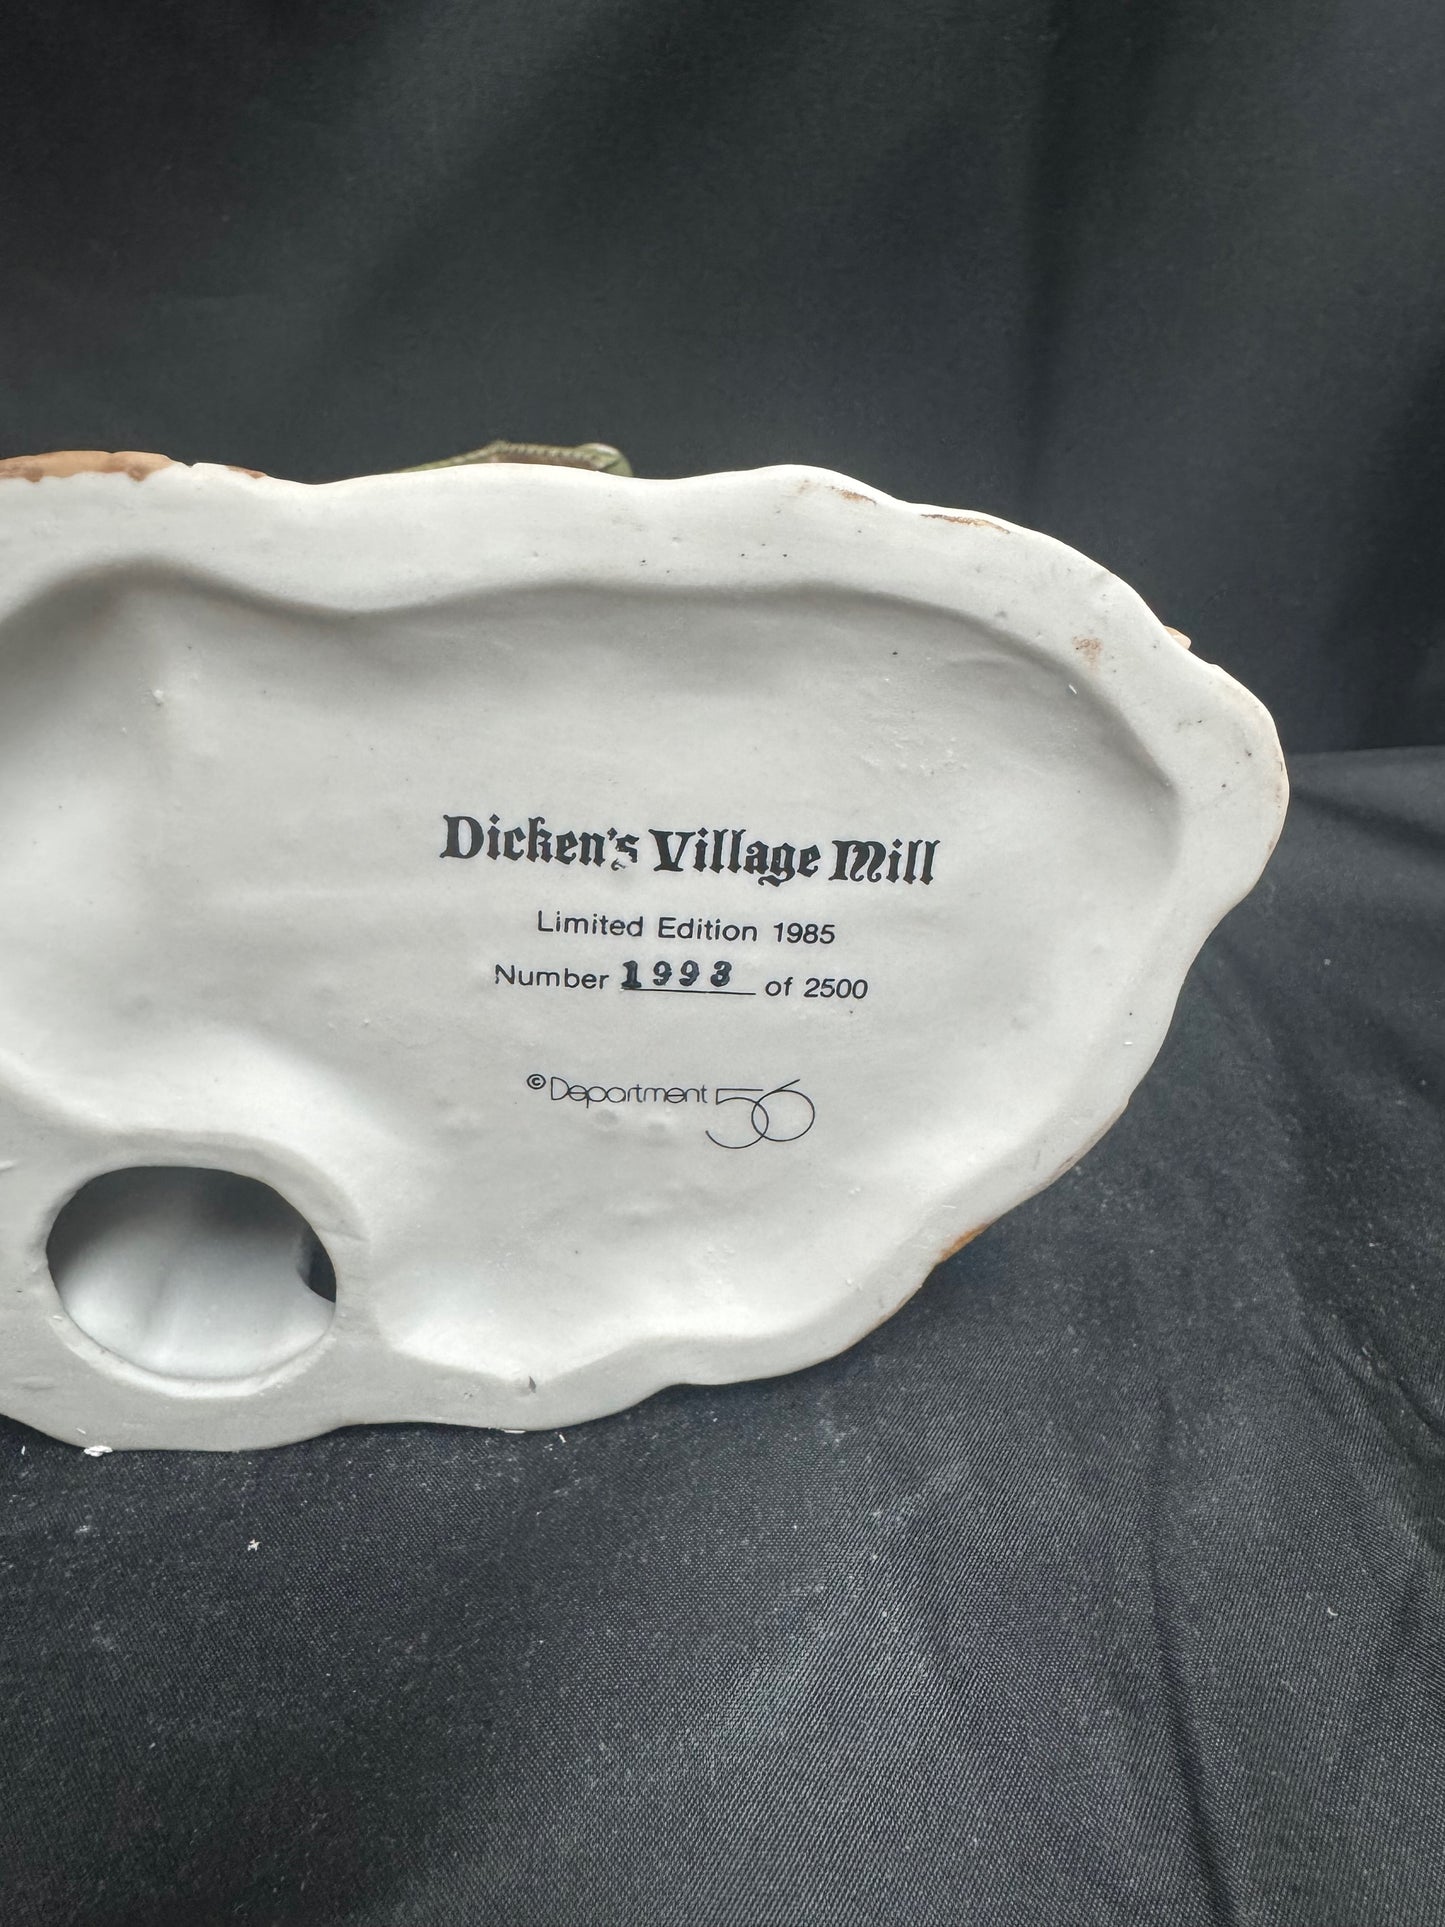 Dicken's Village Mill
Limited Edition 1985
Number 1993 of 2500
©Department 56